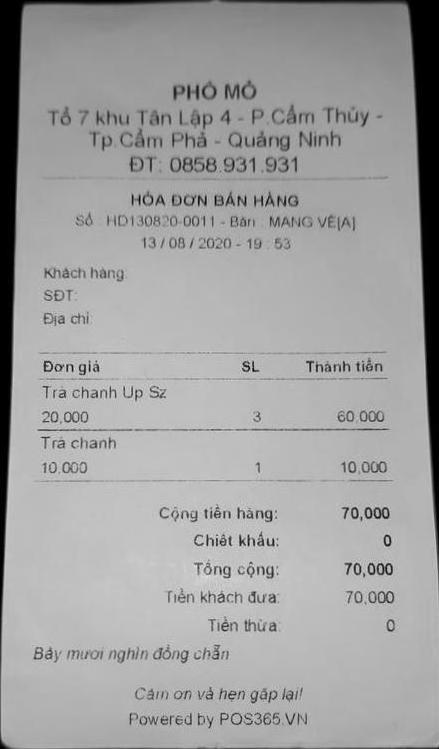 PHỐ MỎ
Tổ 7 khu Tân Lập 4 - P.Cẩm Thủy -
Tp.Cẩm Phả - Quảng Ninh
ĐT: 0858.931.931
HÓA ĐƠN BÁN HÀNG
Số : HD130820-0011 - Bàn : MANG VỀ[A]
13 / 08 / 2020 - 19 : 53
Khách hàng:
SĐT:
Địa chỉ:
Đơn giá SL Thành tiền
Trà chanh Up Sz
20,000 3 60,000
Trà chanh
10,000 1 10,000
Cộng tiền hàng: 70,000
Chiết khấu: 0
Tổng cộng: 70,000
Tiền khách đưa: 70,000
Tiền thừa: 0
Bảy mươi nghìn đồng chẵn
Cảm ơn và hẹn gặp lại!
Powered by POS365.VN